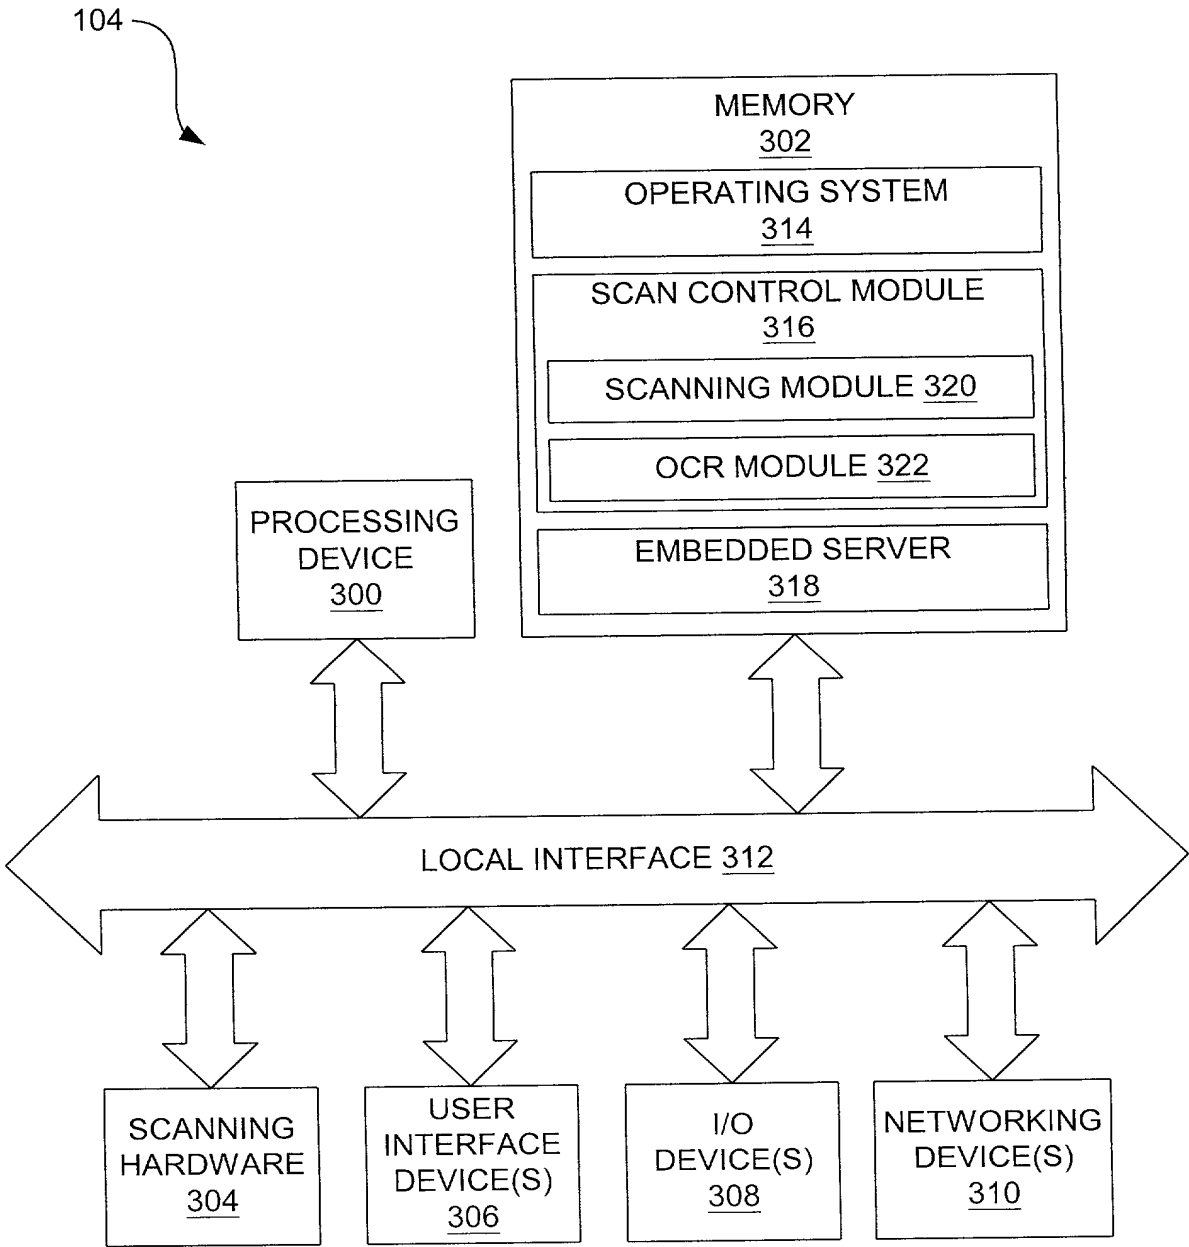 104
MEMORY
302
OPERATING SYSTEM
314
SCAN CONTROL MODULE
316
SCANNING MODULE 320
OCR MODULE 322
EMBEDDED SERVER
318
PROCESSING
DEVICE
300
LOCAL INTERFACE 312
SCANNING
HARDWARE
304
USER
INTERFACE
DEVICE(S)
306
I/O
DEVICE(S)
308
NETWORKING
DEVICE(S)
310